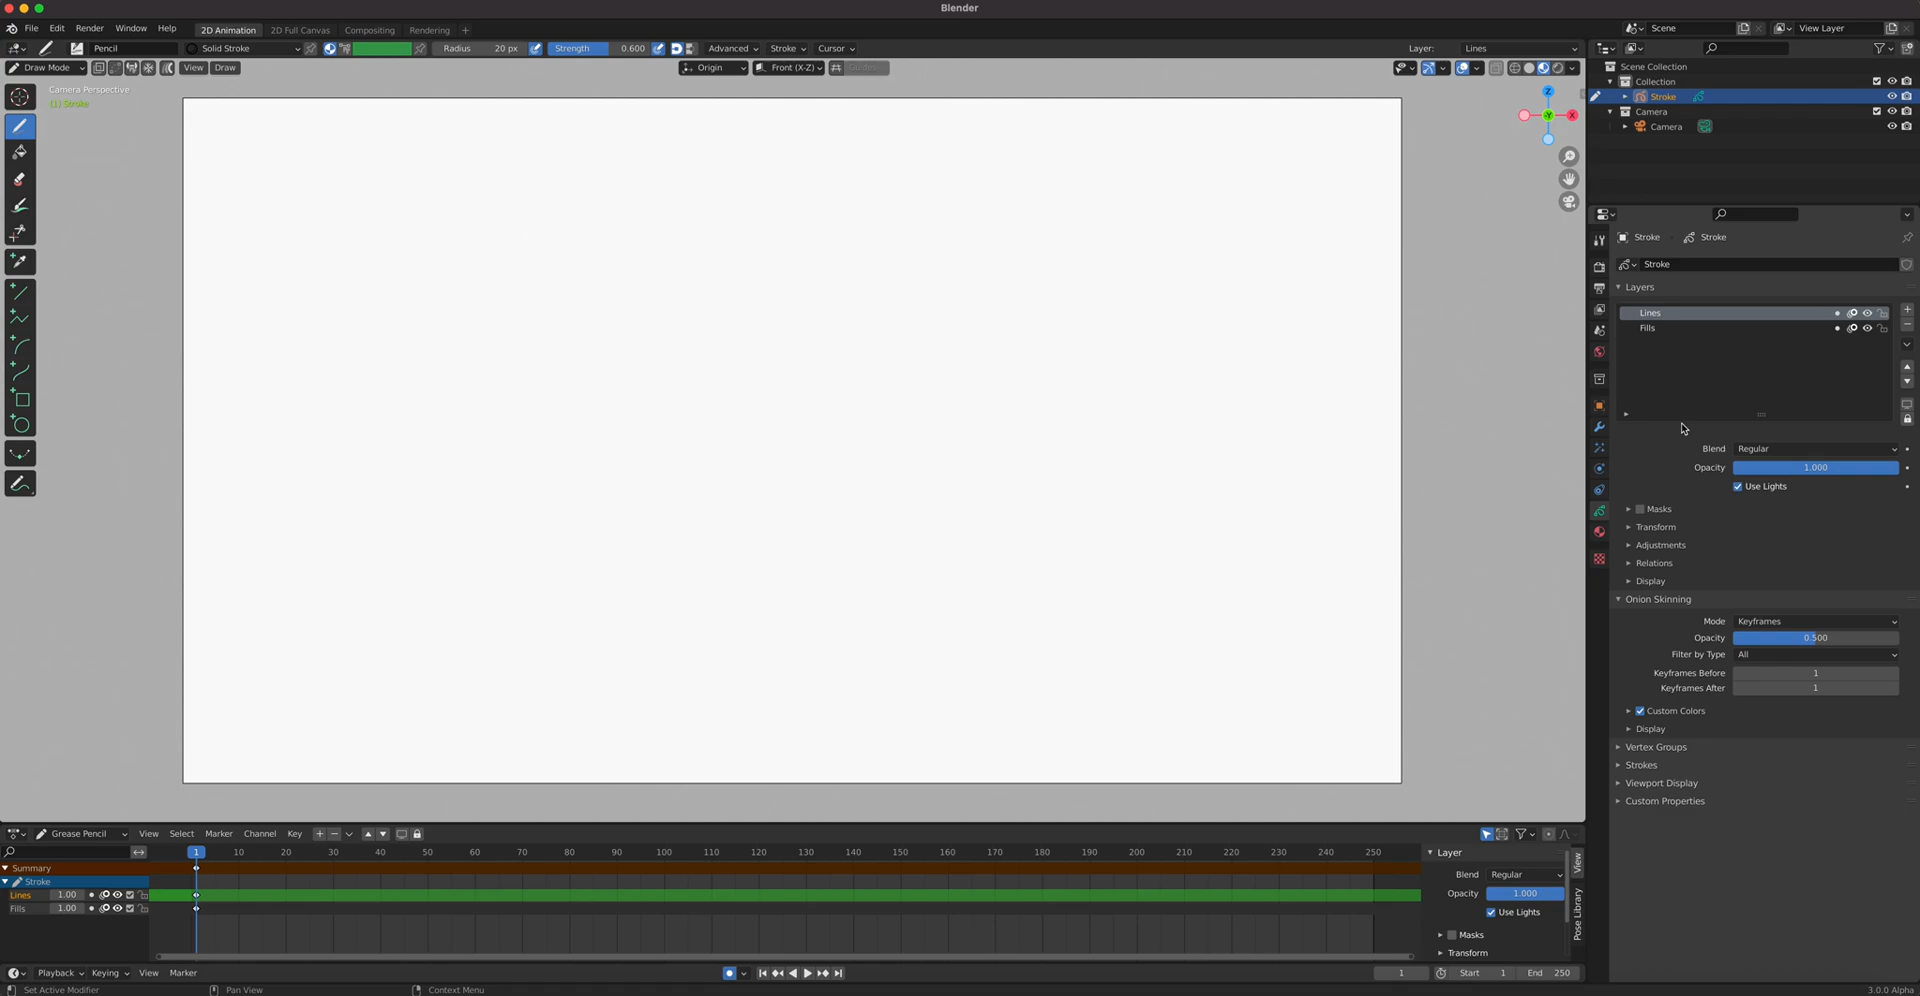 Blender
File Edit Render Window Help 2D Animation 2D Full Canvas Compositing Rendering + Scene View Layer
Pencil Solid Stroke Radius 20 px Strength 0.600 Advanced Stroke Cursor Layer: Lines
Draw Mode View Draw Origin Front (X-Z) Guides
Camera Perspective
(1) Stroke
Z
-Y
X
Scene Collection
Collection
Stroke
Camera
Camera
Stroke Stroke
Stroke
Layers
Lines
Fills
Blend Regular
Opacity 1.000
Use Lights
Masks
Transform
Adjustments
Relations
Display
Onion Skinning
Mode Keyframes
Opacity 0.500
Filter by Type All
Keyframes Before 1
Keyframes After 1
Custom Colors
Display
Vertex Groups
Strokes
Viewport Display
Custom Properties
Grease Pencil View Select Marker Channel Key
1 10 20 30 40 50 60 70 80 90 100 110 120 130 140 150 160 170 180 190 200 210 220 230 240 250
Summary
Stroke
Lines 1.00
Fills 1.00
Layer
Blend Regular
Opacity 1.000
Use Lights
Masks
Transform
View
Pose Library
Playback Keying View Marker 1 Start 1 End 250
Set Active Modifier Pan View Context Menu 3.0.0 Alpha